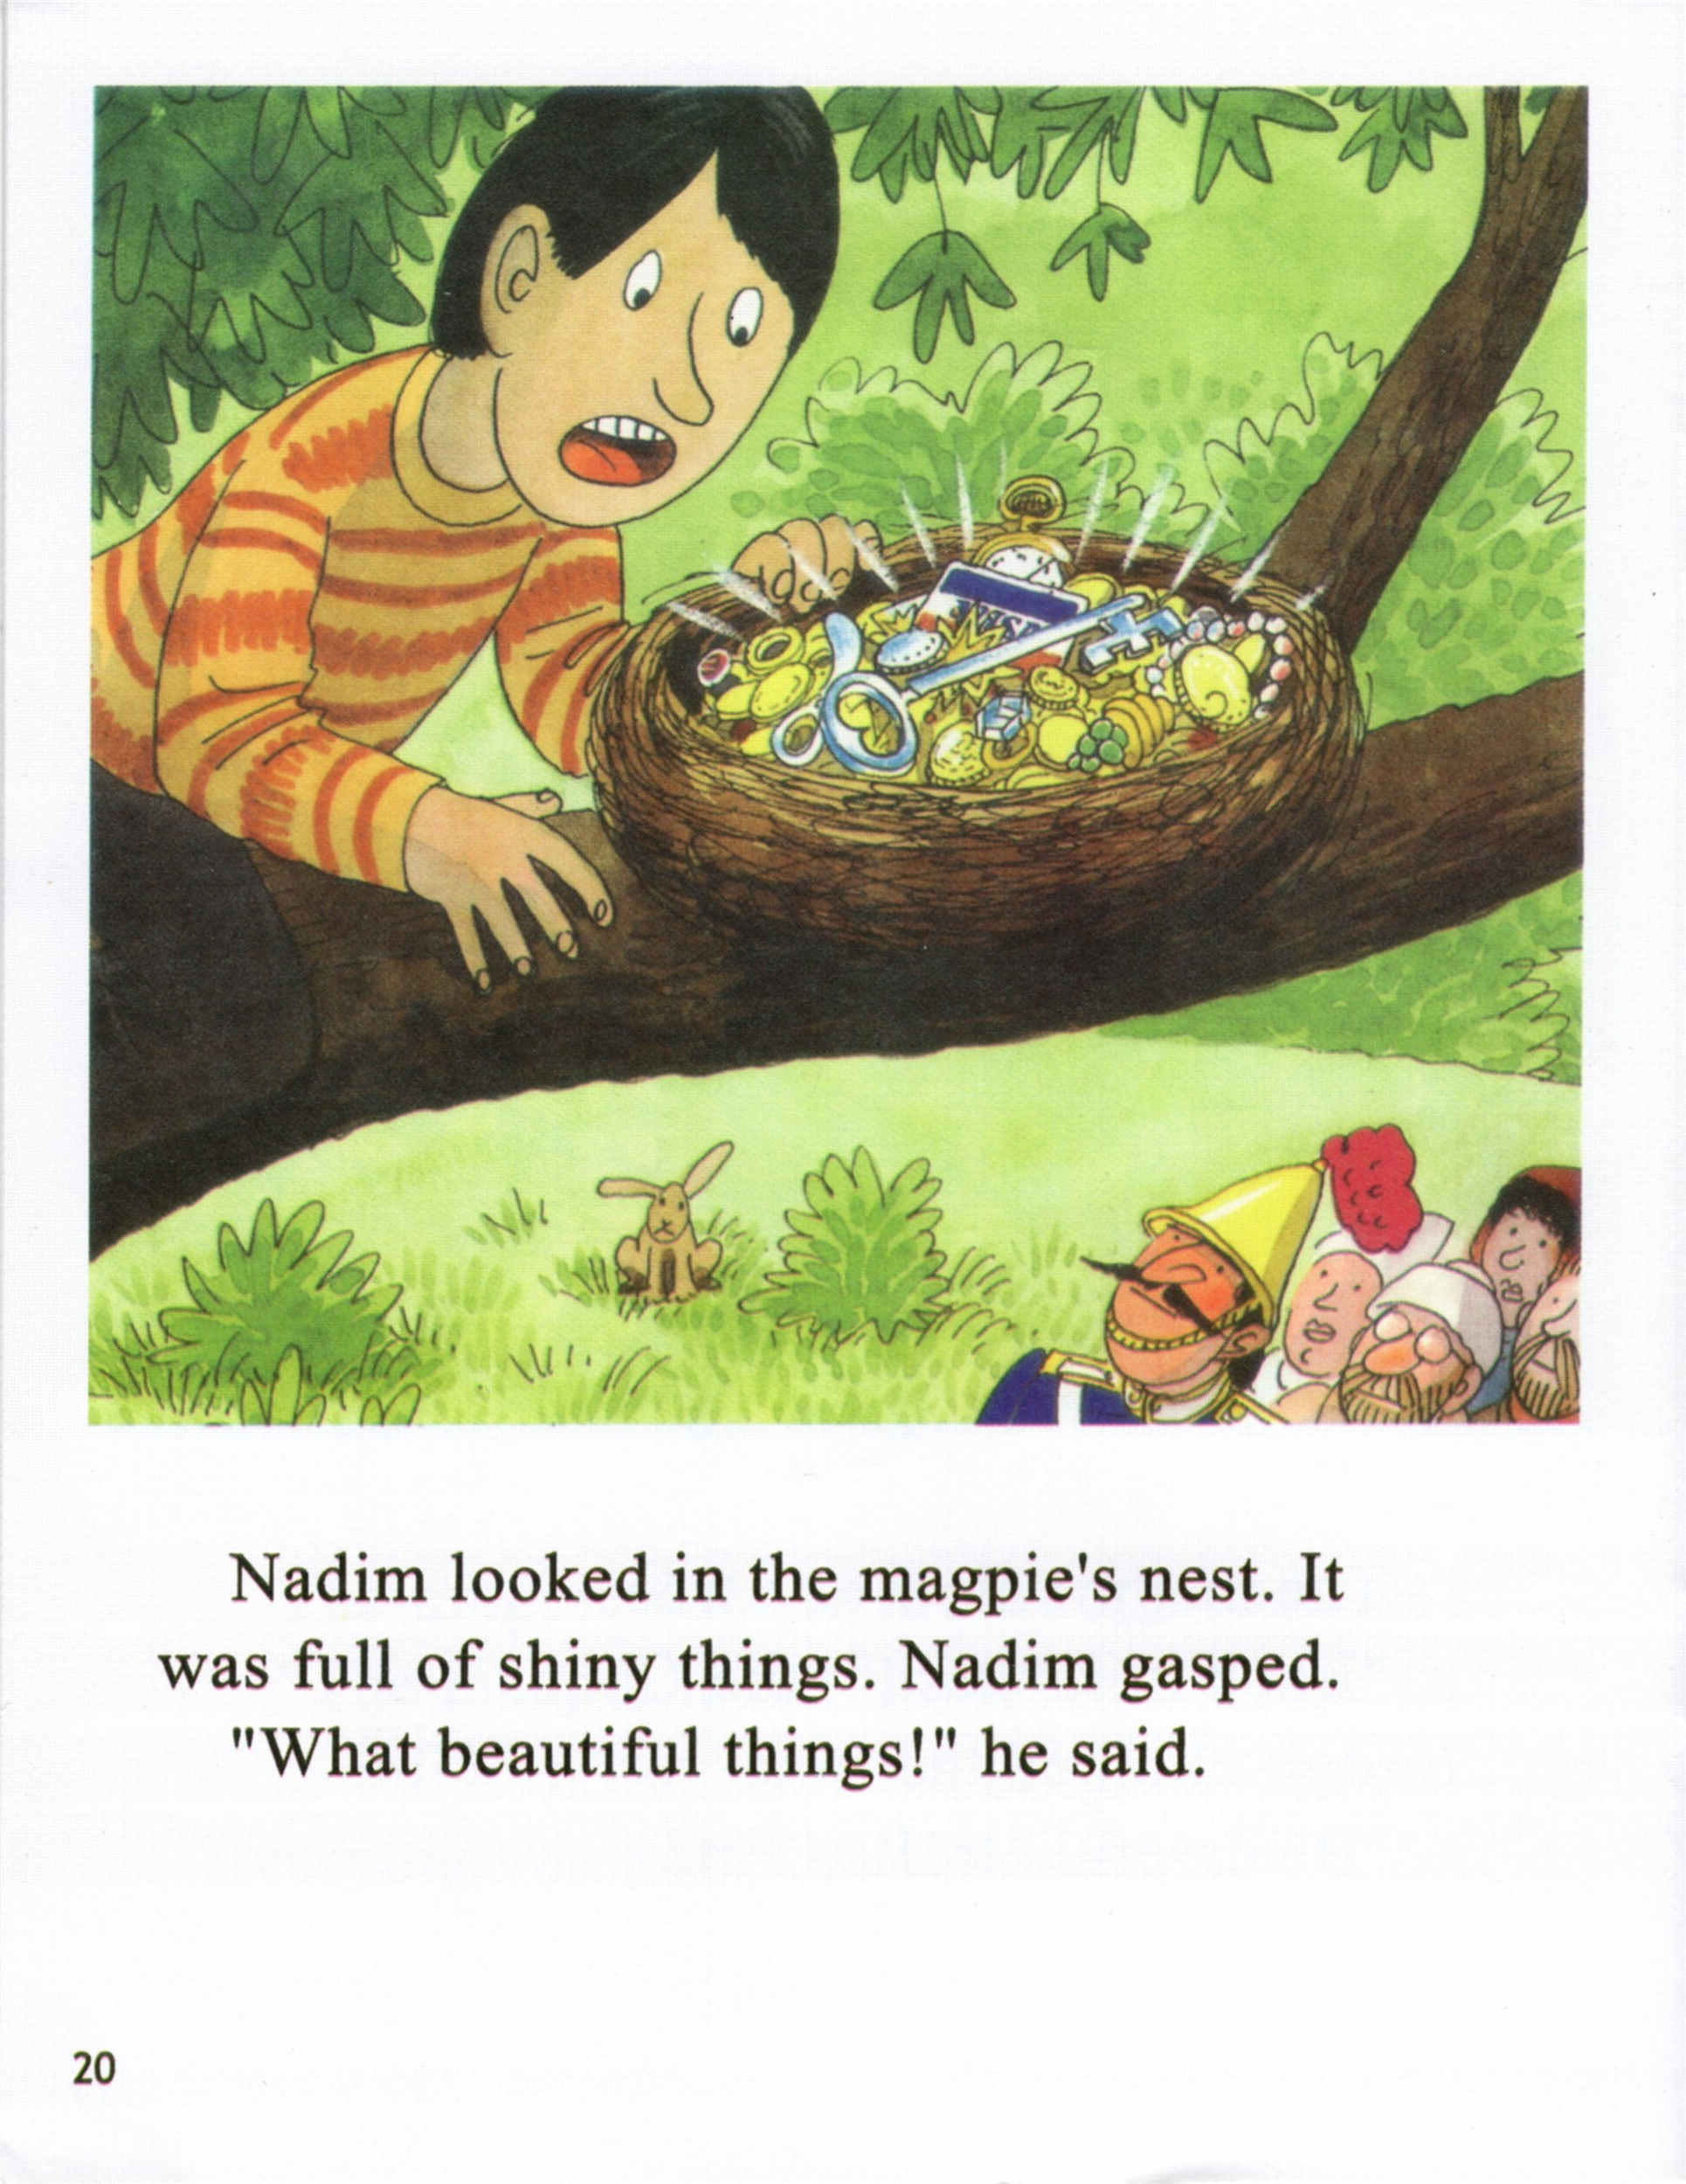 Nadim looked in the magpie's nest. It
was full of shiny things. Nadim gasped.
"What beautiful things!" he said.
20